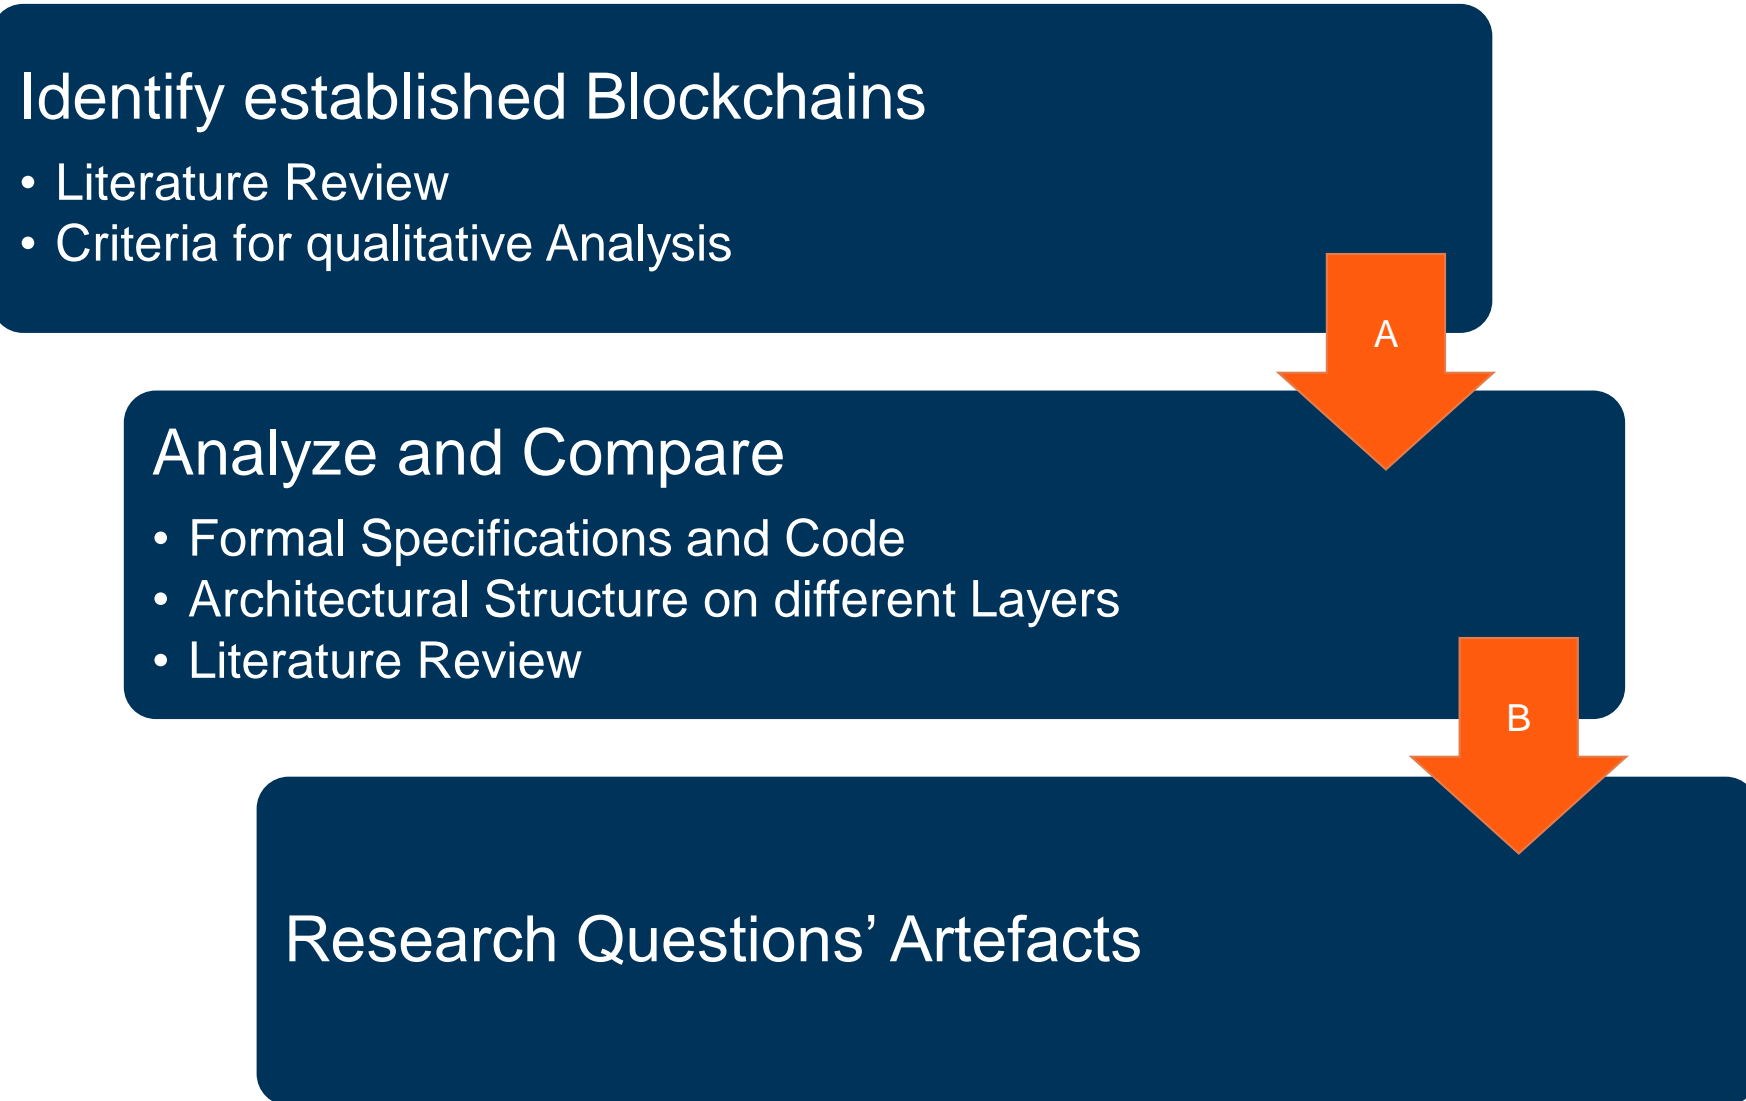 Identify established Blockchains
• Literature Review
• Criteria for qualitative Analysis
A
Analyze and Compare
• Formal Specifications and Code
• Architectural Structure on different Layers
• Literature Review
B
Research Questions’ Artefacts